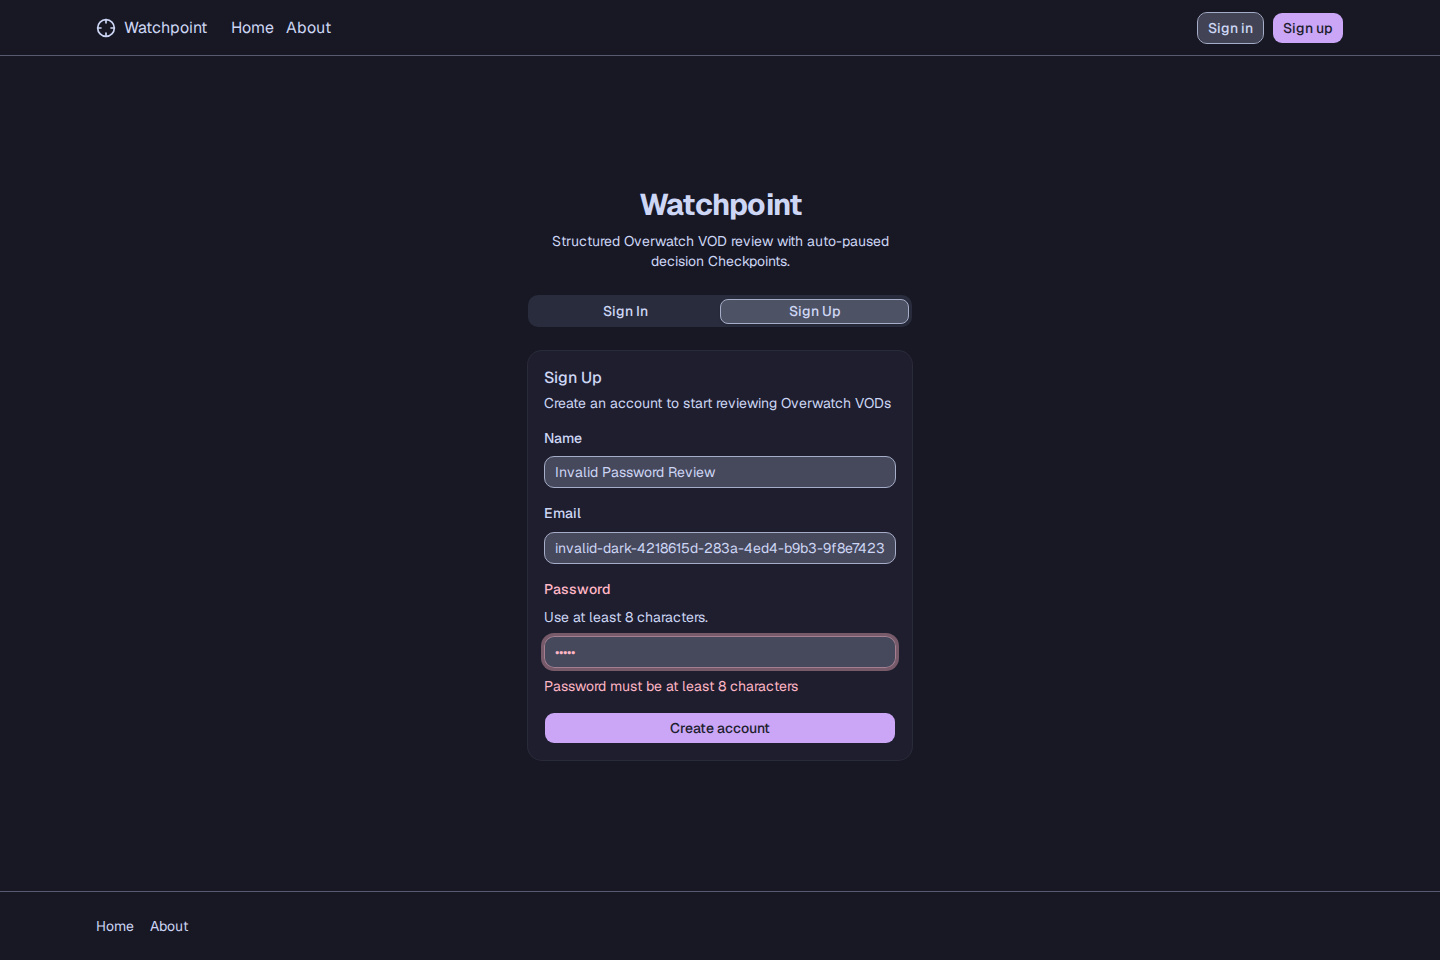 Watchpoint Home About Sign in Sign up
Watchpoint
Structured Overwatch VOD review with auto-paused
decision Checkpoints.
Sign In Sign Up
Sign Up
Create an account to start reviewing Overwatch VODs
Name
Invalid Password Review
Email
invalid-dark-4218615d-283a-4ed4-b9b3-9f8e7423
Password
Use at least 8 characters.
•••••
Password must be at least 8 characters
Create account
Home About